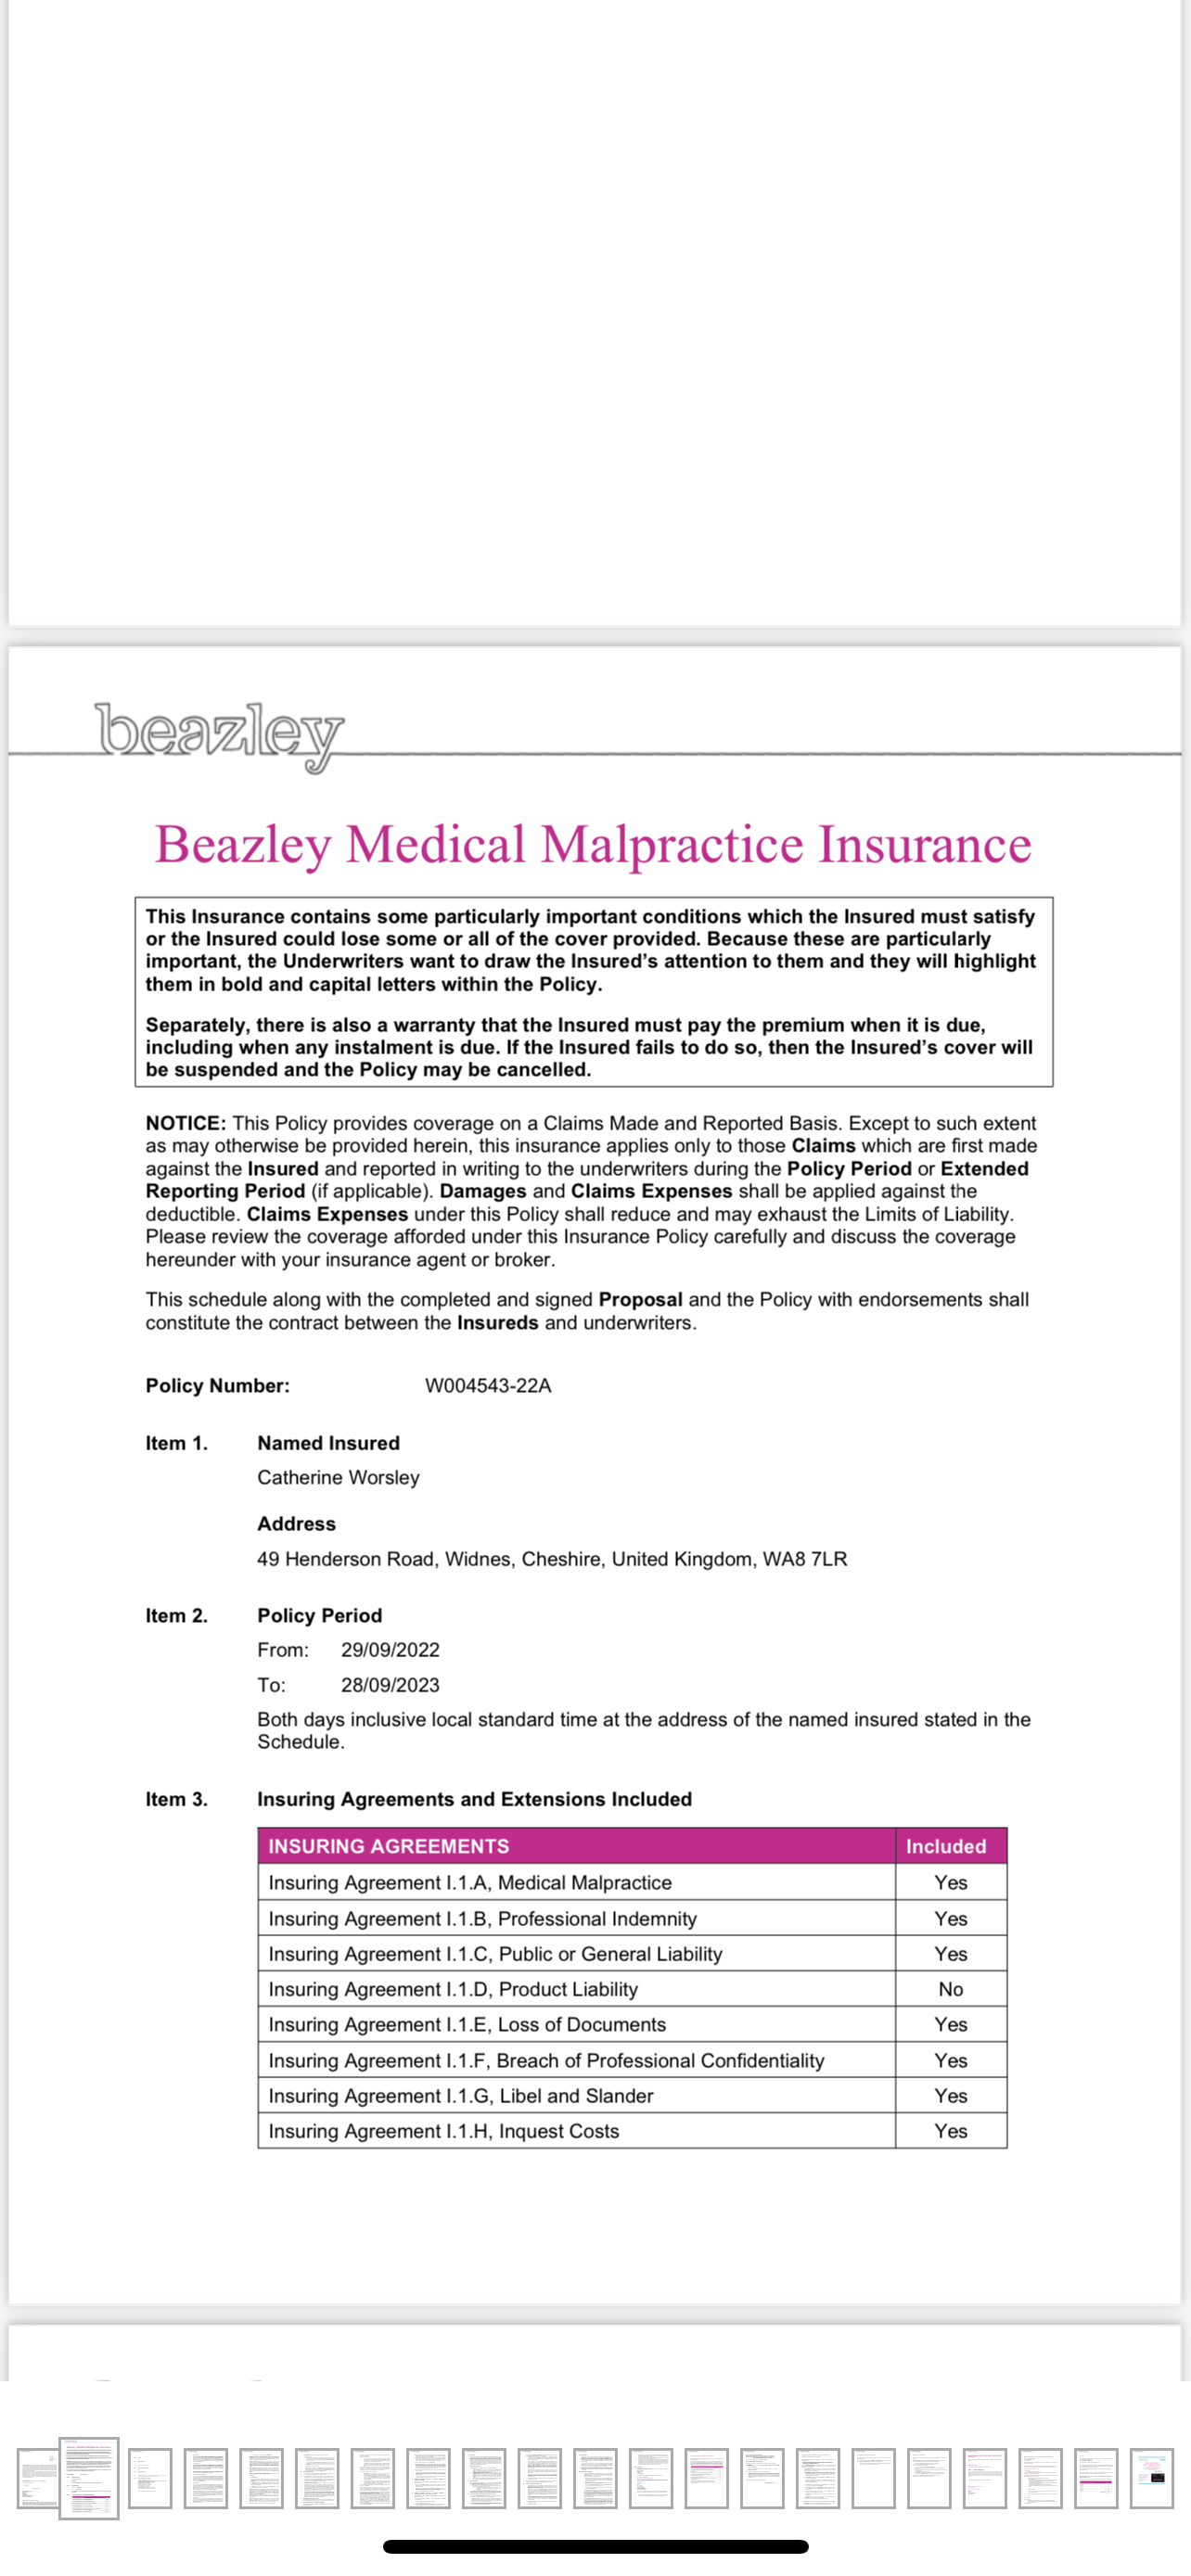 beazley
Beazley Medical Malpractice Insurance
This Insurance contains some particularly important conditions which the Insured must satisfy
or the Insured could lose some or all of the cover provided. Because these are particularly
important, the Underwriters want to draw the Insured's attention to them and they will highlight
them in bold and capital letters within the Policy.
Separately, there is also a warranty that the Insured must pay the premium when it is due,
including when any instalment is due. If the Insured fails to do so, then the Insured's cover will
be suspended and the Policy may be cancelled.
NOTICE: This Policy provides coverage on a Claims Made and Reported Basis. Except to such extent
as may otherwise be provided herein, this insurance applies only to those Claims which are first made
against the Insured and reported in writing to the underwriters during the Policy Period or Extended
Reporting Period (if applicable). Damages and Claims Expenses shall be applied against the
deductible. Claims Expenses under this Policy shall reduce and may exhaust the Limits of Liability.
Please review the coverage afforded under this Insurance Policy carefully and discuss the coverage
hereunder with your insurance agent or broker.
This schedule along with the completed and signed Proposal and the Policy with endorsements shall
constitute the contract between the Insureds and underwriters.
Policy Number: W004543-22A
Item 1. Named Insured
Catherine Worsley
Address
49 Henderson Road, Widnes, Cheshire, United Kingdom, WA8 7LR
Item 2. Policy Period
From: 29/09/2022
To: 28/09/2023
Both days inclusive local standard time at the address of the named insured stated in the
Schedule.
Item 3. Insuring Agreements and Extensions Included
INSURING AGREEMENTS Included
Insuring Agreement I.1.A, Medical Malpractice Yes
Insuring Agreement I.1.B, Professional Indemnity Yes
Insuring Agreement I.1.C, Public or General Liability Yes
Insuring Agreement I.1.D, Product Liability No
Insuring Agreement I.1.E, Loss of Documents Yes
Insuring Agreement I.1.F, Breach of Professional Confidentiality Yes
Insuring Agreement I.1.G, Libel and Slander Yes
Insuring Agreement I.1.H, Inquest Costs Yes